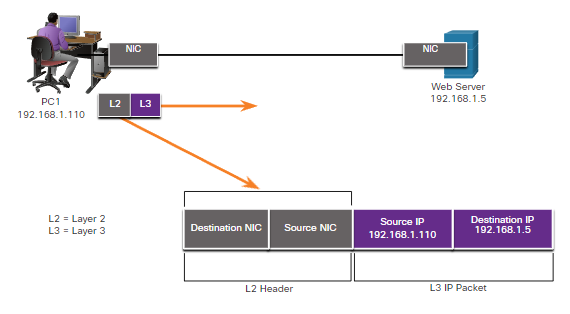 NIC
NIC
PC1
192.168.1.110
L2
L3
Web Server
192.168.1.5
L2 = Layer 2
L3 = Layer 3
Destination NIC
Source NIC
Source IP
192.168.1.110
Destination IP
192.168.1.5
L2 Header
L3 IP Packet